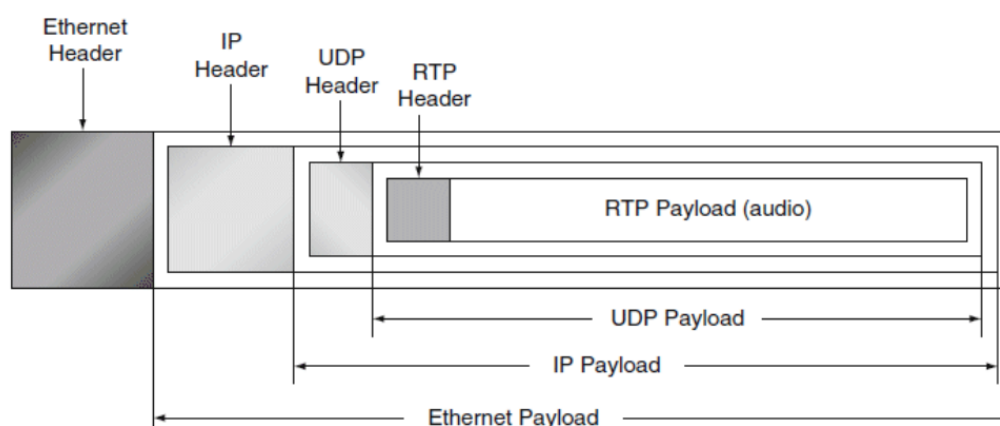 Ethernet
Header
IP
Header
UDP
Header
RTP
Header
RTP Payload (audio)
UDP Payload
IP Payload
Ethernet Payload